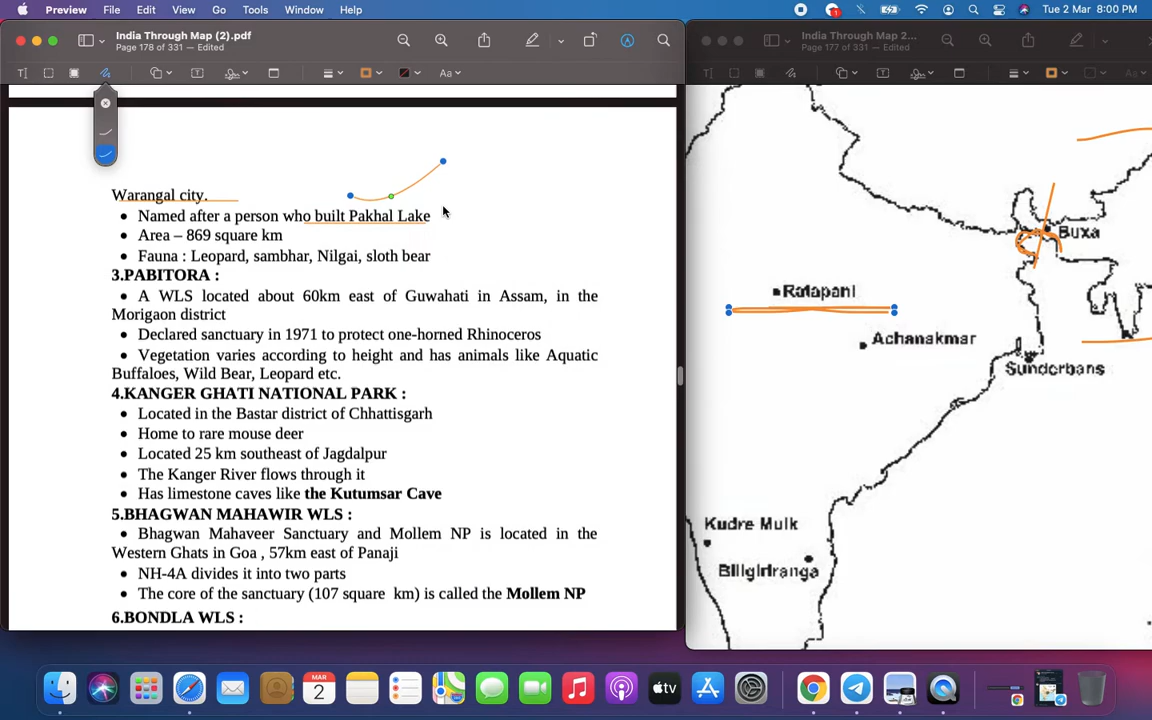 Preview File Edit View Go Tools Window Help
1
Tue 2 Mar 8:00 PM
India Through Map (2).pdf
Page 178 of 331 — Edited
India Through Map 2...
Page 177 of 331 — Edited
Aa
Aa
Warangal city.
• Named after a person who built Pakhal Lake
• Area – 869 square km
• Fauna : Leopard, sambhar, Nilgai, sloth bear
3.PABITORA :
• A WLS located about 60km east of Guwahati in Assam, in the
Morigaon district
• Declared sanctuary in 1971 to protect one-horned Rhinoceros
• Vegetation varies according to height and has animals like Aquatic
Buffaloes, Wild Bear, Leopard etc.
4.KANGER GHATI NATIONAL PARK :
• Located in the Bastar district of Chhattisgarh
• Home to rare mouse deer
• Located 25 km southeast of Jagdalpur
• The Kanger River flows through it
• Has limestone caves like the Kutumsar Cave
5.BHAGWAN MAHAWIR WLS :
• Bhagwan Mahaveer Sanctuary and Mollem NP is located in the
Western Ghats in Goa , 57km east of Panaji
• NH-4A divides it into two parts
• The core of the sanctuary (107 square km) is called the Mollem NP
6.BONDLA WLS :
Buxa
Ratapani
Achanakmar
Sunderbans
Kudre Mulk
Biligiriranga
MAR
2
tv